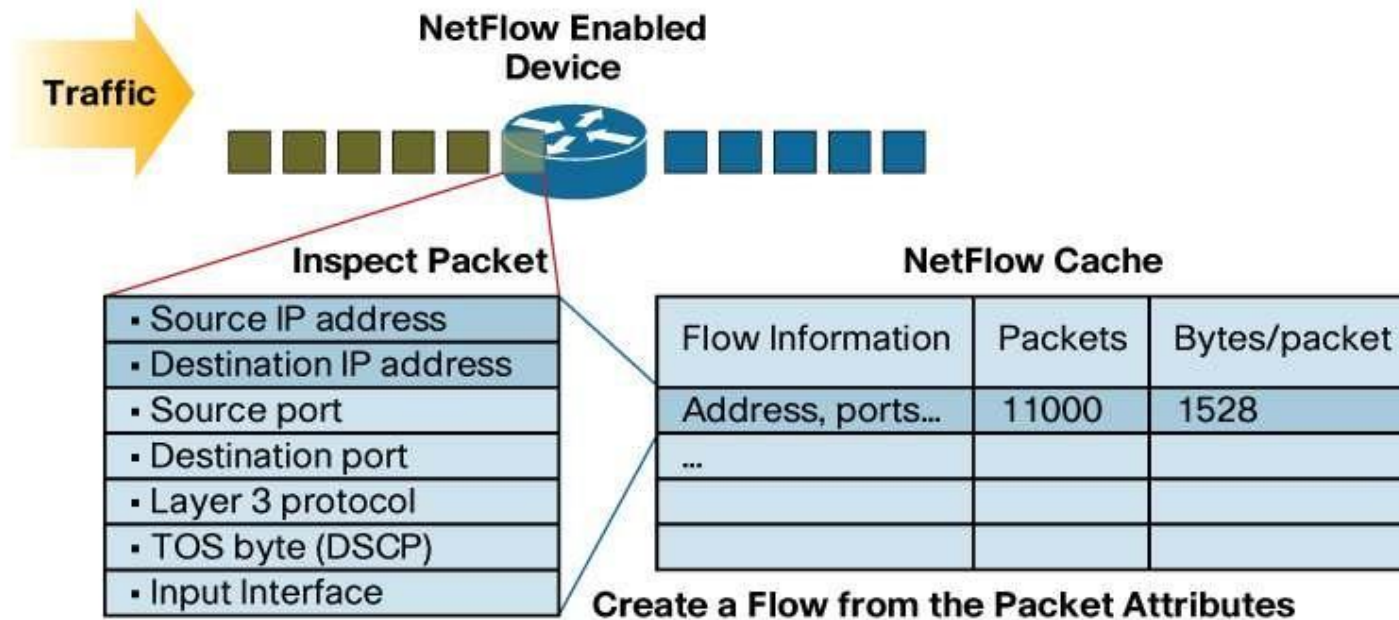 NetFlow Enabled
Device
Traffic
Inspect Packet
▪ Source IP address
▪ Destination IP address
▪ Source port
▪ Destination port
▪ Layer 3 protocol
▪ TOS byte (DSCP)
▪ Input Interface
NetFlow Cache
Flow Information Packets Bytes/packet
Address, ports... 11000 1528
...
Create a Flow from the Packet Attributes